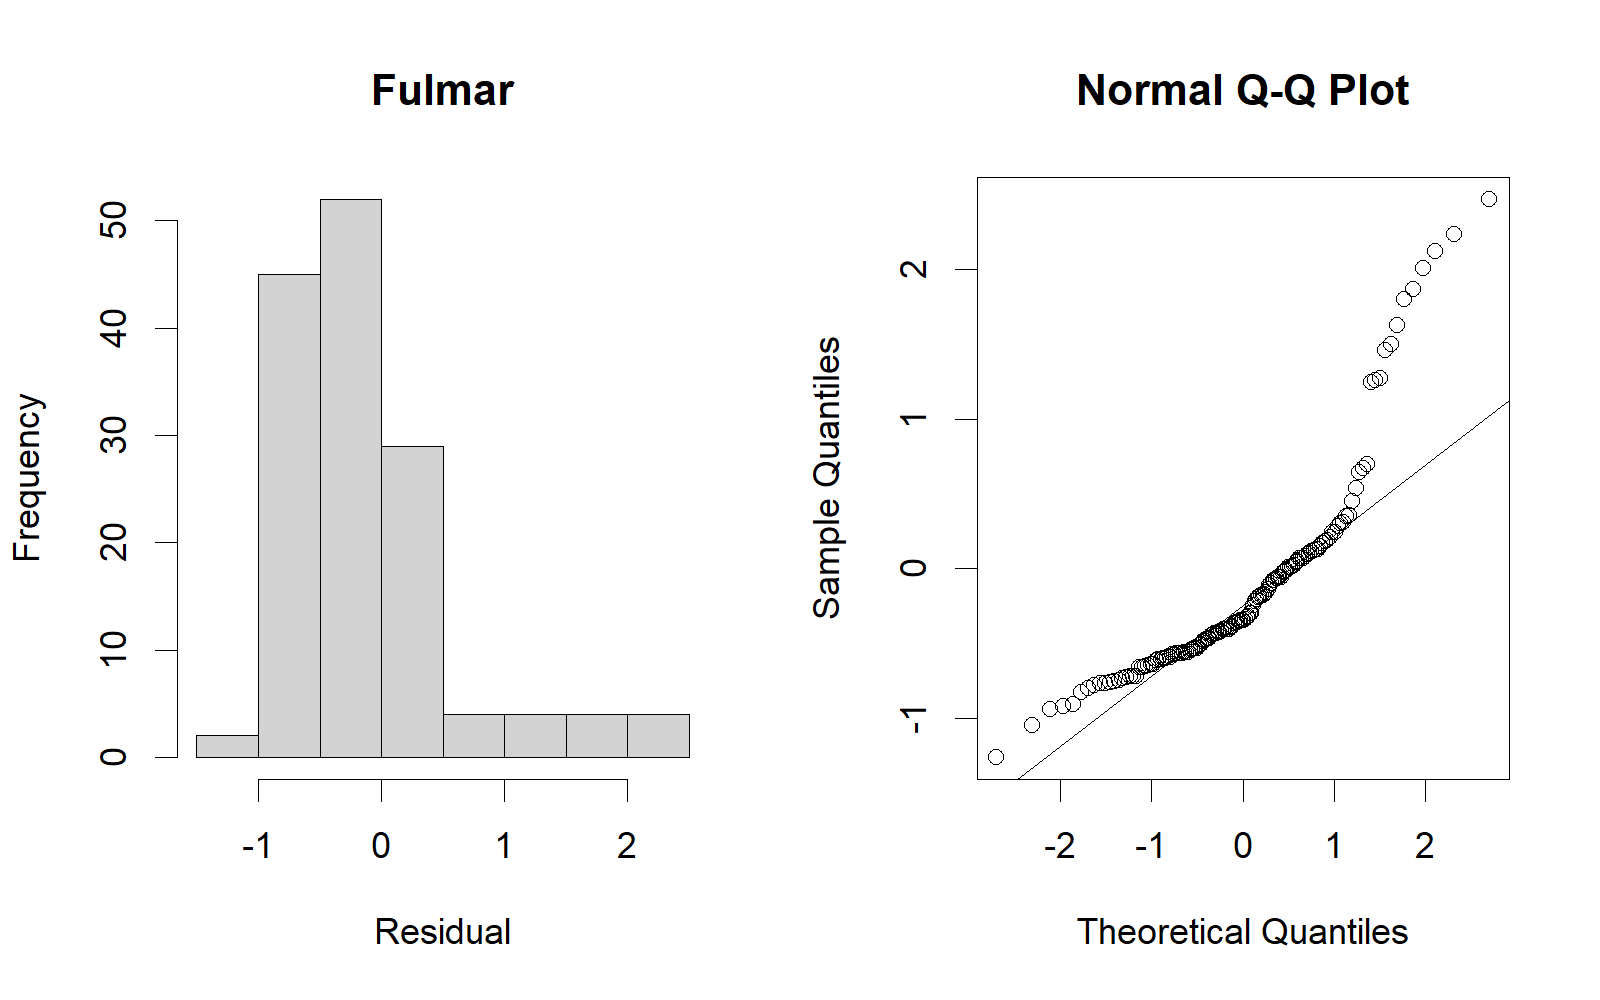 Fulmar
Frequency
50
40
30
20
10
0
-1 0 1 2
Residual
Normal Q-Q Plot
Sample Quantiles
2
1
0
-1
-2 -1 0 1 2
Theoretical Quantiles